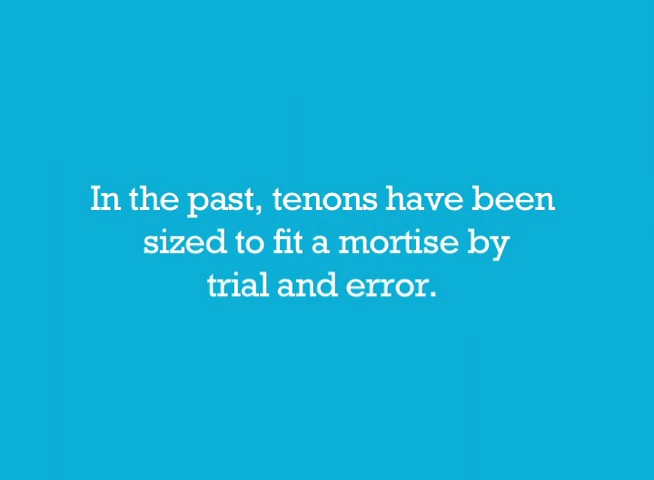 In the past, tenons have been
sized to fit a mortise by
trial and error.